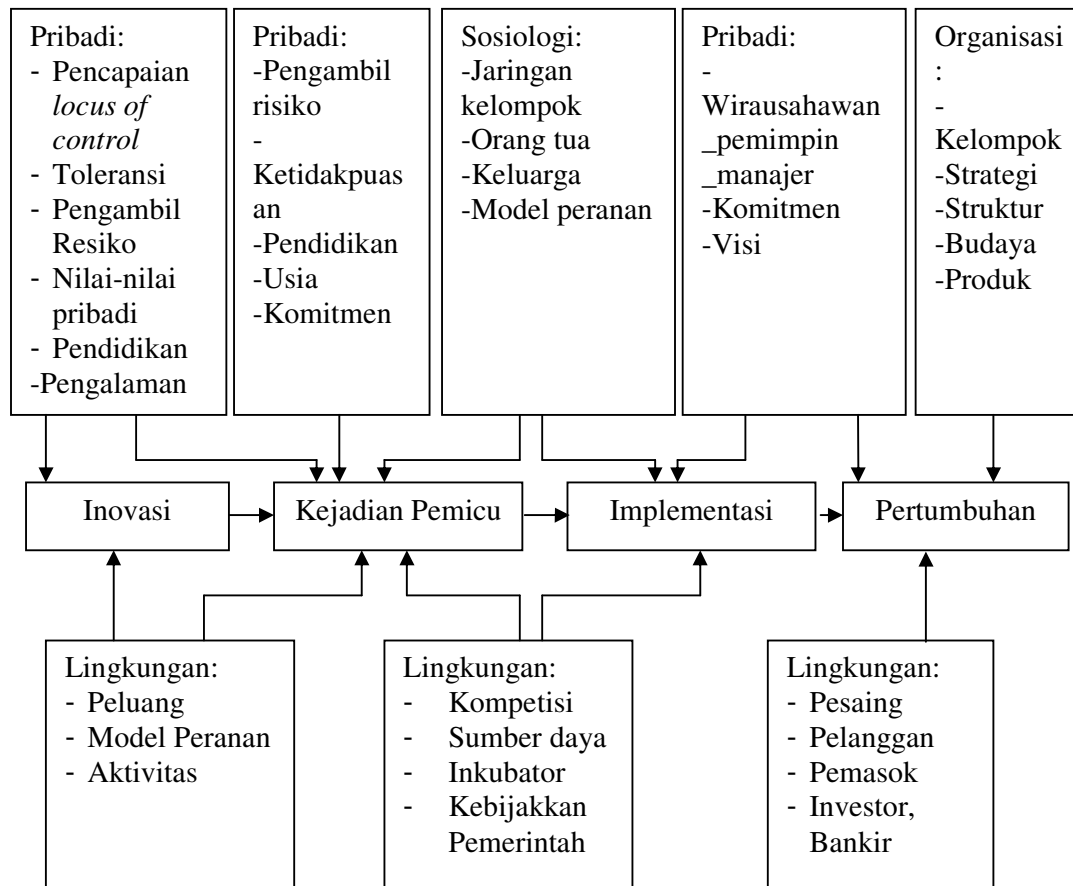 Pribadi:
- Pencapaian
locus of
control
- Toleransi
- Pengambil
Resiko
- Nilai-nilai
pribadi
- Pendidikan
-Pengalaman
Pribadi:
-Pengambil
risiko
-
Ketidakpuas
an
-Pendidikan
-Usia
-Komitmen
Sosiologi:
-Jaringan
kelompok
-Orang tua
-Keluarga
-Model peranan
Pribadi:
-
Wirausahawan
_pemimpin
_manajer
-Komitmen
-Visi
Organisasi
:
-
Kelompok
-Strategi
-Struktur
-Budaya
-Produk
Inovasi
Kejadian Pemicu
Implementasi
Pertumbuhan
Lingkungan:
- Peluang
- Model Peranan
- Aktivitas
Lingkungan:
- Kompetisi
- Sumber daya
- Inkubator
- Kebijakkan
Pemerintah
Lingkungan:
- Pesaing
- Pelanggan
- Pemasok
- Investor,
Bankir